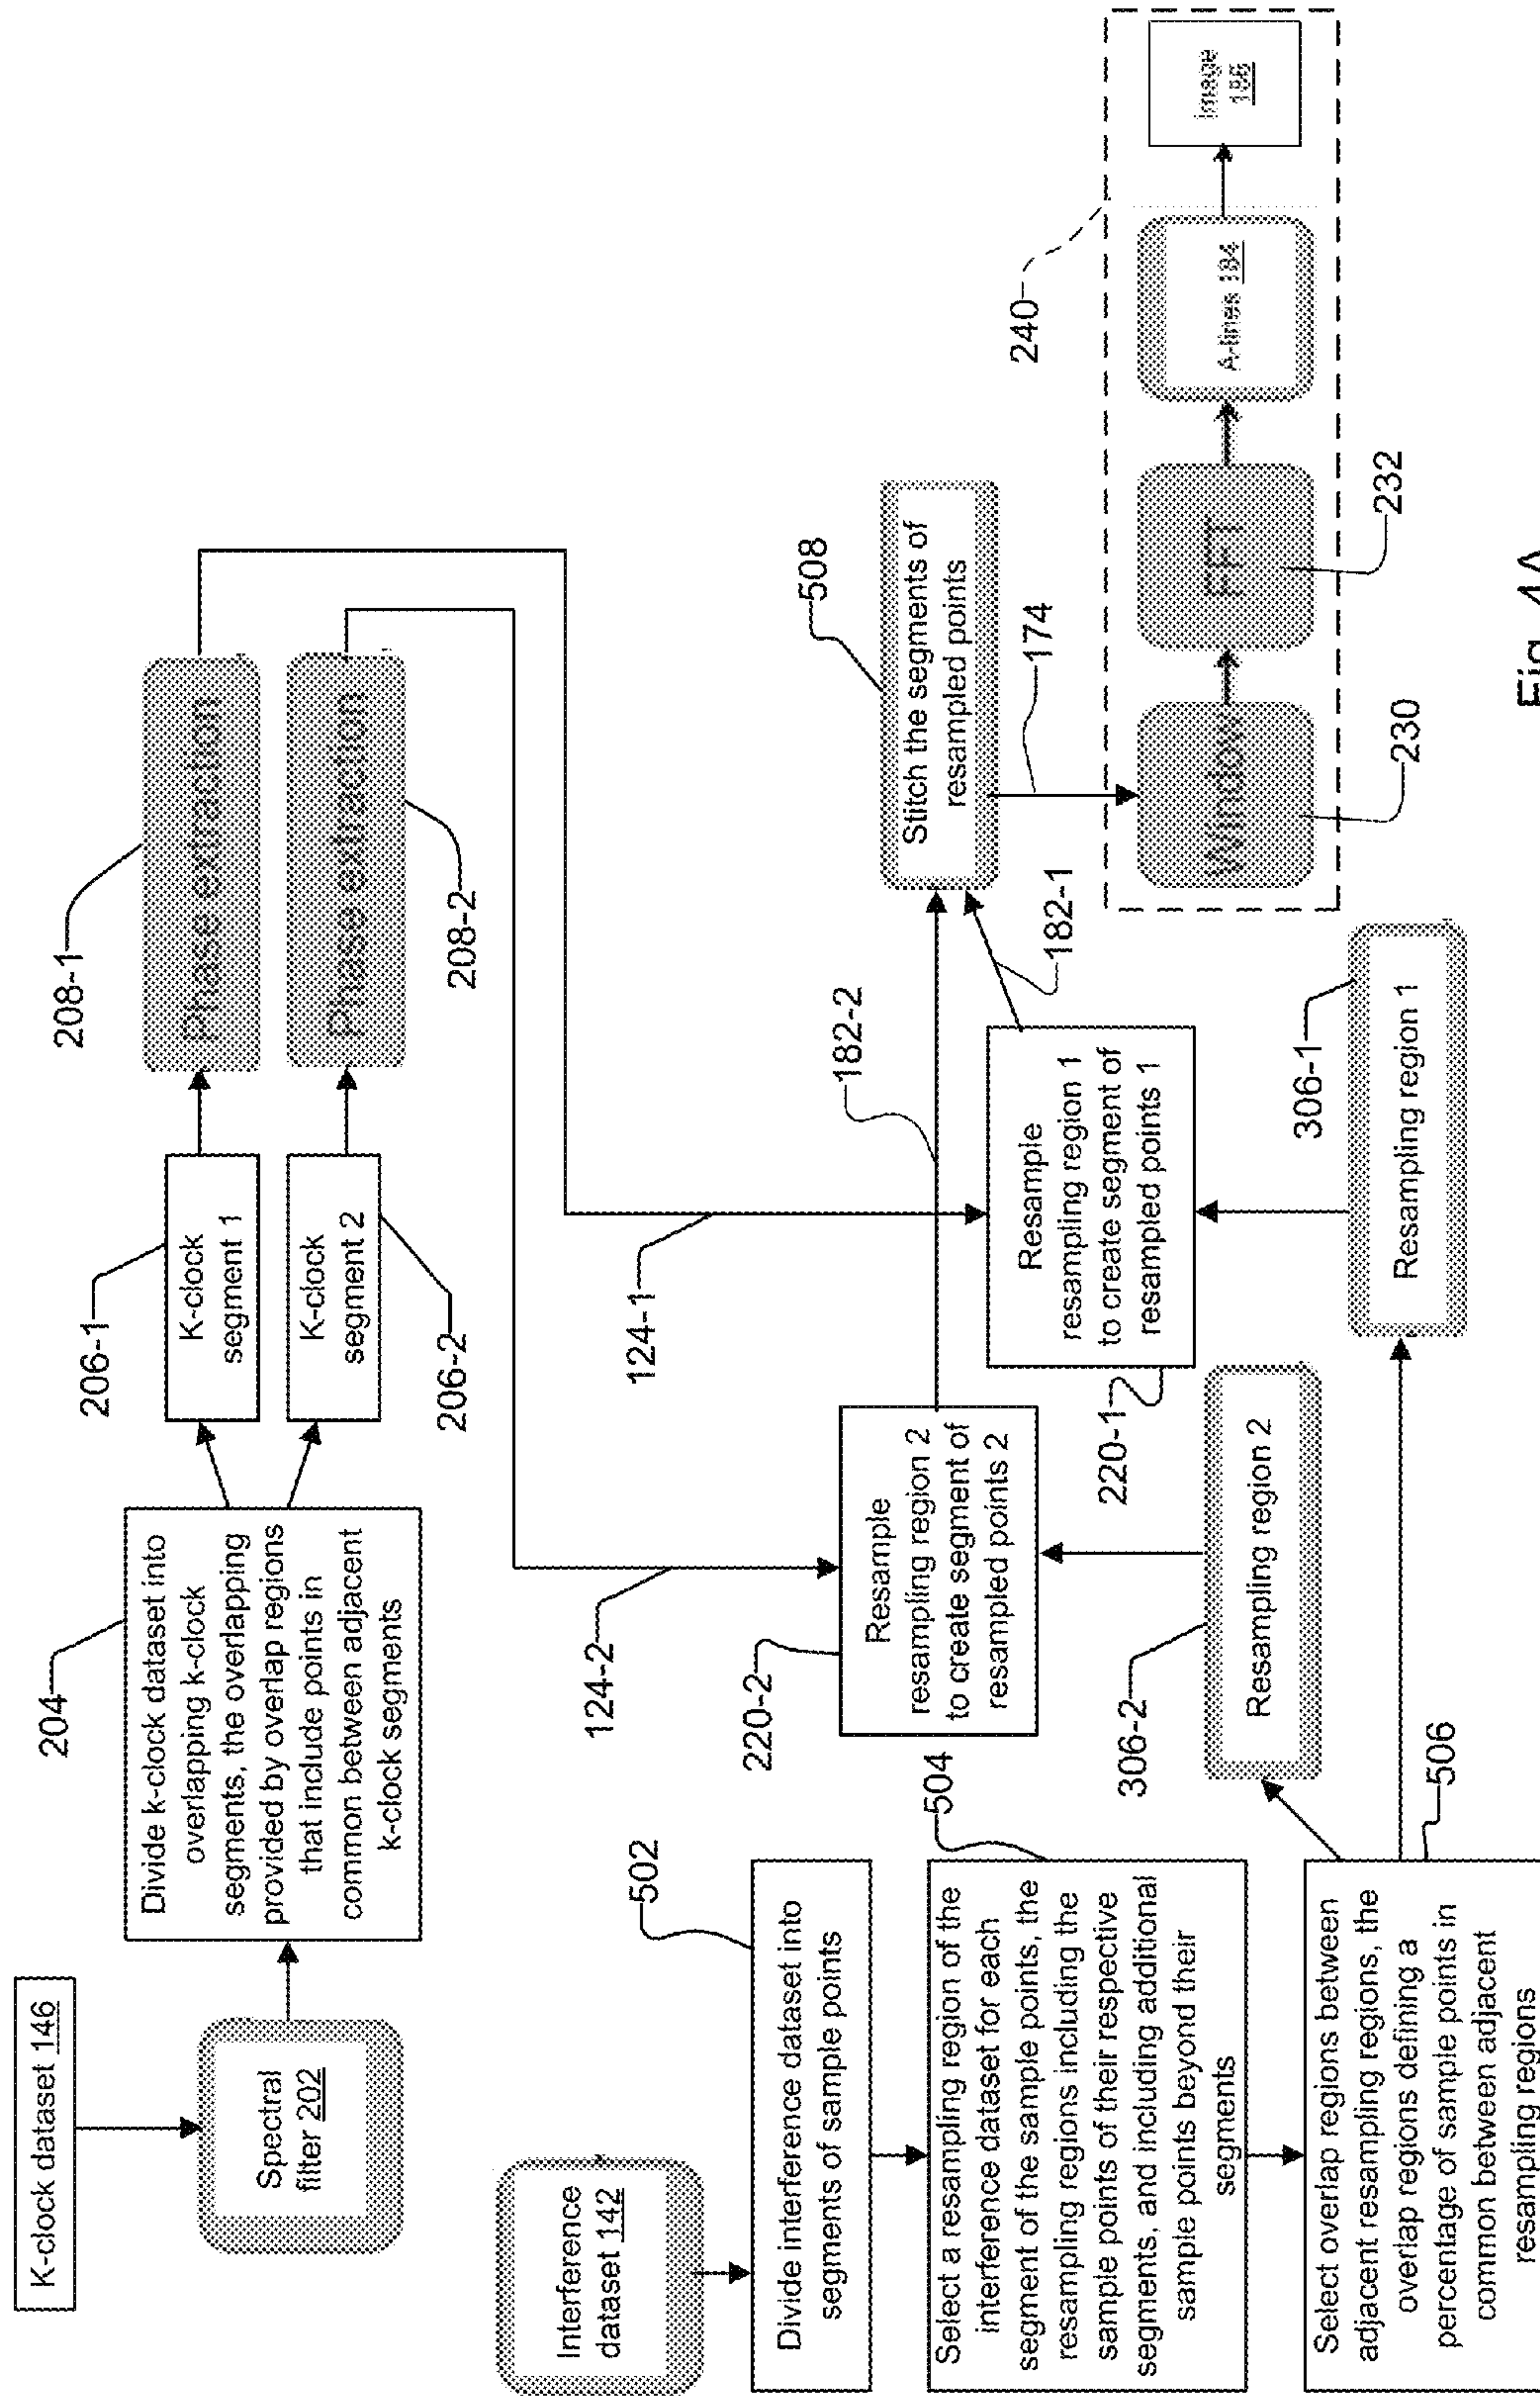 K-clock dataset 146
Spectral
filter 202
204
Divide k-clock dataset into
overlapping k-clock
segments, the overlapping
provided by overlap regions
that include points in
common between adjacent
k-clock segments
206-1
K-clock
segment 1
K-clock
segment 2
206-2
208-1
Phase extraction
Phase extraction
208-2
Interference
dataset 142
502
Divide interference dataset into
segments of sample points
504
Select a resampling region of the
interference dataset for each
segment of the sample points, the
resampling regions including the
sample points of their respective
segments, and including additional
sample points beyond their
segments
Select overlap regions between
adjacent resampling regions, the
overlap regions defining a
percentage of sample points in
common between adjacent
resampling regions
506
124-2
124-1
220-2
Resample
resampling region 2
to create segment of
resampled points 2
306-2
Resampling region 2
220-1
Resample
resampling region 1
to create segment of
resampled points 1
306-1
Resampling region 1
182-2
182-1
508
Stitch the segments of
resampled points
174
240
Window
FFT
A-lines 184
Image
186
230
232
Fig. 4A